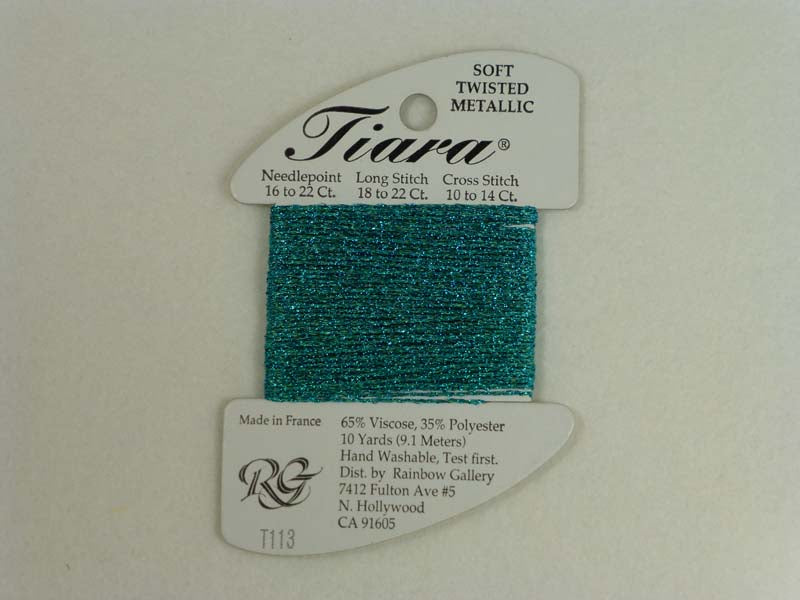 SOFT
TWISTED
METALLIC
Tiara®
Needlepoint Long Stitch Cross Stitch
16 to 22 Ct. 18 to 22 Ct. 10 to 14 Ct.
Made in France
65% Viscose, 35% Polyester
10 Yards (9.1 Meters)
Hand Washable, Test first.
Dist. by Rainbow Gallery
7412 Fulton Ave #5
N. Hollywood
CA 91605
RG
T113